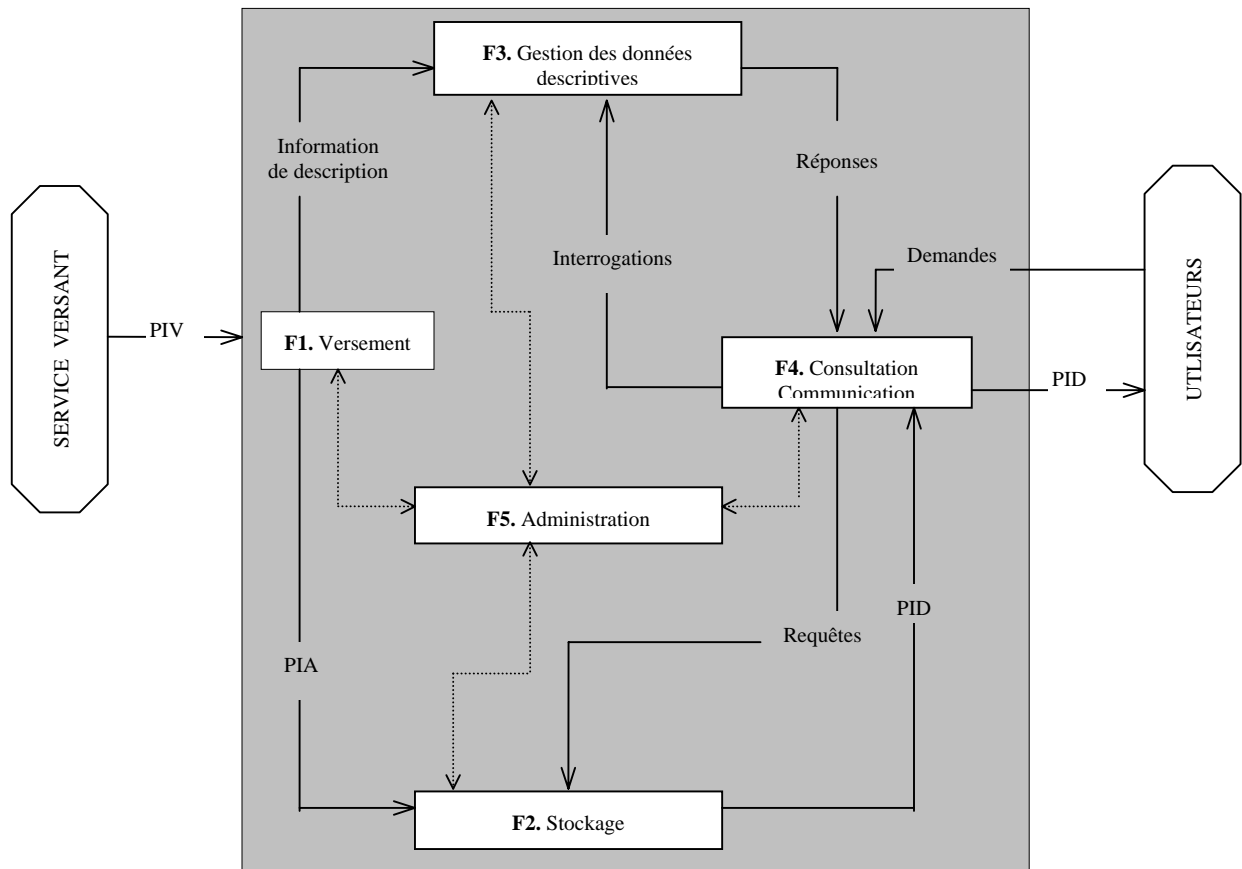 F3. Gestion des données
descriptives
Information
de description
Réponses
SERVICE VERSANT
PIV
Interrogations
Demandes
UTLISATEURS
F1. Versement
F4. Consultation
Communication
PID
F5. Administration
PID
PIA
Requêtes
F2. Stockage